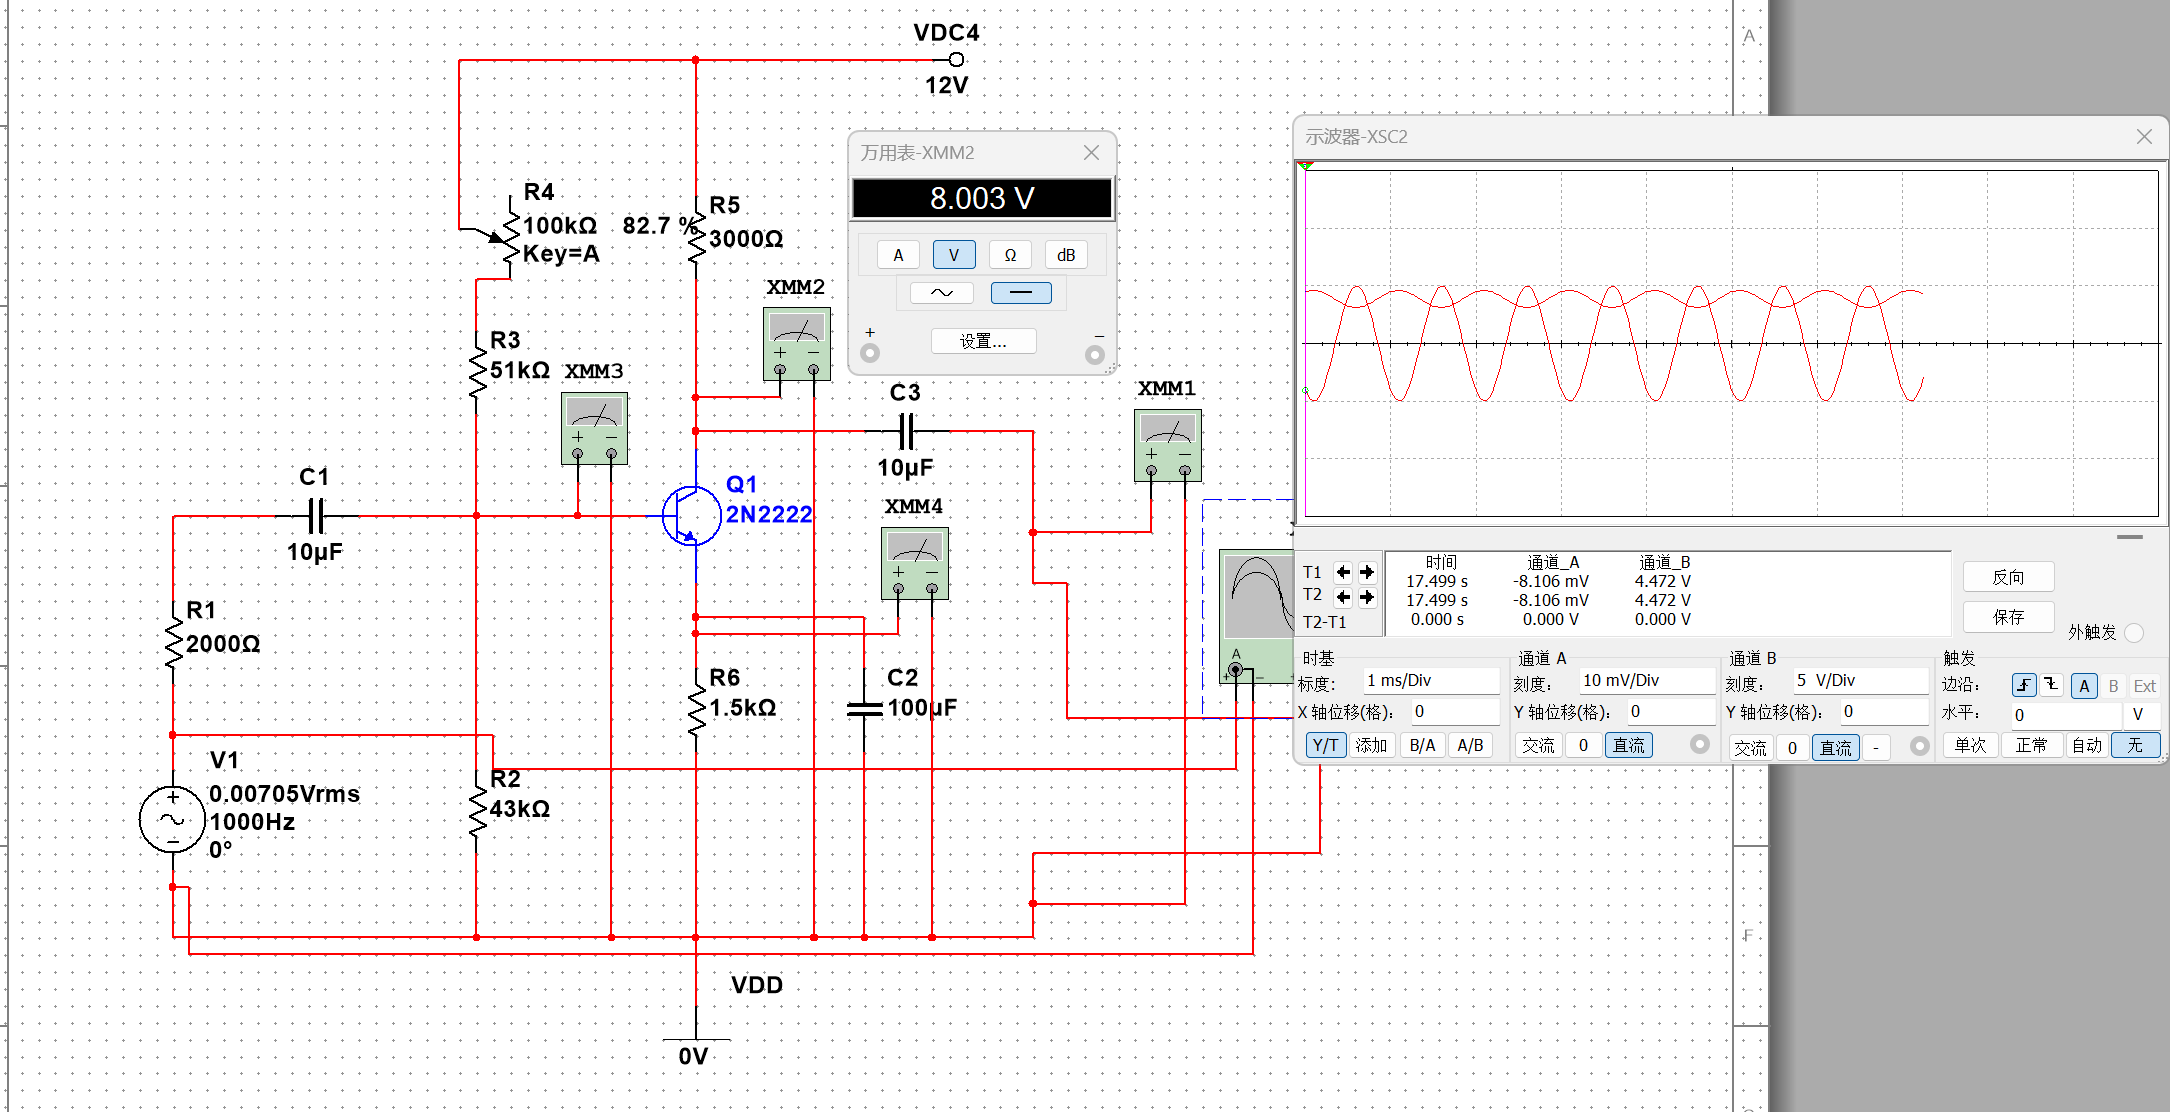 VDC4
12V
A
R4
100kΩ
Key=A
82.7 %
R5
3000Ω
万用表-XMM2
8.003 V
A
V
Ω
dB
+
设置...
−
示波器-XSC2
XMM2
+ −
R3
51kΩ
XMM3
+ −
C3
10µF
XMM1
+ −
C1
10µF
Q1
2N2222
XMM4
+ −
R1
2000Ω
R6
1.5kΩ
C2
100µF
A
+ −
V1
0.00705Vrms
1000Hz
0°
R2
43kΩ
VDD
0V
F
时间 通道_A 通道_B
T1 17.499 s -8.106 mV 4.472 V
T2 17.499 s -8.106 mV 4.472 V
T2-T1 0.000 s 0.000 V 0.000 V
反向
保存
外触发
时基
标度: 1 ms/Div
X 轴位移(格): 0
Y/T 添加 B/A A/B
通道 A
刻度: 10 mV/Div
Y 轴位移(格): 0
交流 0 直流
通道 B
刻度: 5 V/Div
Y 轴位移(格): 0
交流 0 直流 -
触发
边沿: A B Ext
水平: 0 V
单次 正常 自动 无